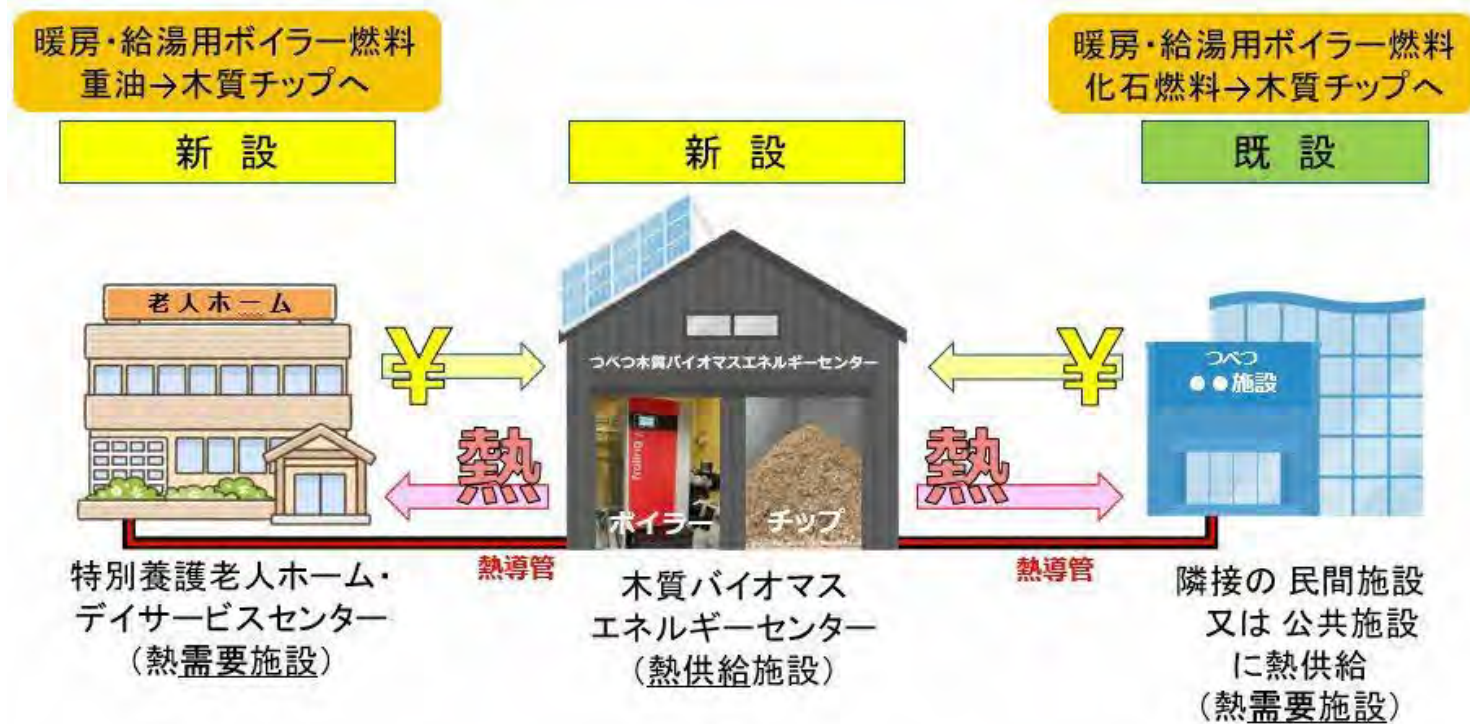 暖房・給湯用ボイラー燃料
重油→木質チップへ
暖房・給湯用ボイラー燃料
化石燃料→木質チップへ
新 設
新 設
既 設
老人ホーム
¥
熱
つべつ木質バイオマスエネルギーセンター
froling
ボイラー
チップ
¥
熱
つべつ
●●施設
熱導管
熱導管
特別養護老人ホーム・
デイサービスセンター
(熱需要施設)
木質バイオマス
エネルギーセンター
(熱供給施設)
隣接の 民間施設
又は 公共施設
に熱供給
(熱需要施設)